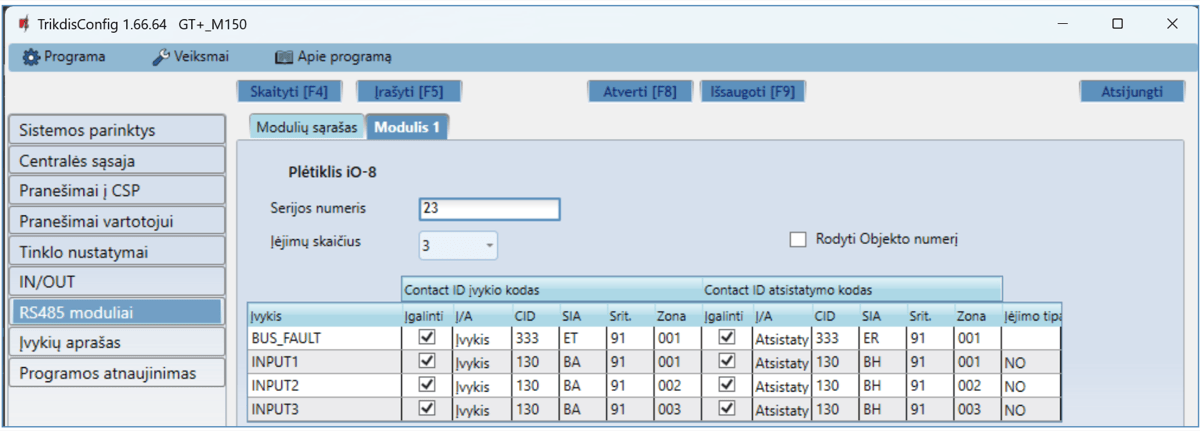 TrikdisConfig 1.66.64 GT+_M150
Programa Veiksmai Apie programą
Skaityti [F4] Įrašyti [F5] Atverti [F8] Išsaugoti [F9] Atsijungti
Sistemos parinktys
Centralės sąsaja
Pranešimai į CSP
Pranešimai vartotojui
Tinklo nustatymai
IN/OUT
RS485 moduliai
Įvykių aprašas
Programos atnaujinimas
Modulių sąrašas Modulis 1
Plėtiklis iO-8
Serijos numeris 23
Įėjimų skaičius 3 Rodyti Objekto numerį
Contact ID įvykio kodas Contact ID atsistatymo kodas
Įvykis Įgalinti Į/A CID SIA Srit. Zona Įgalinti Į/A CID SIA Srit. Zona Įėjimo tipa
BUS_FAULT Įvykis 333 ET 91 001 Atsistaty 333 ER 91 001
INPUT1 Įvykis 130 BA 91 001 Atsistaty 130 BH 91 001 NO
INPUT2 Įvykis 130 BA 91 002 Atsistaty 130 BH 91 002 NO
INPUT3 Įvykis 130 BA 91 003 Atsistaty 130 BH 91 003 NO